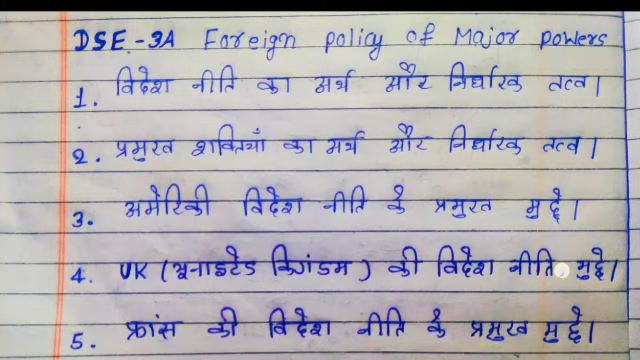 DSE-3A Foreign policy of Major powers
1. विदेश नीति का अर्थ और निर्धारक तत्व।
2. प्रमुख शक्तियाँ का अर्थ और निर्धारक तत्व।
3. अमेरिकी विदेश नीति के प्रमुख मुद्दे।
4. UK (यूनाइटेड किंगडम) की विदेश नीति मुद्दे।
5. फ्रांस की विदेश नीति के प्रमुख मुद्दे।